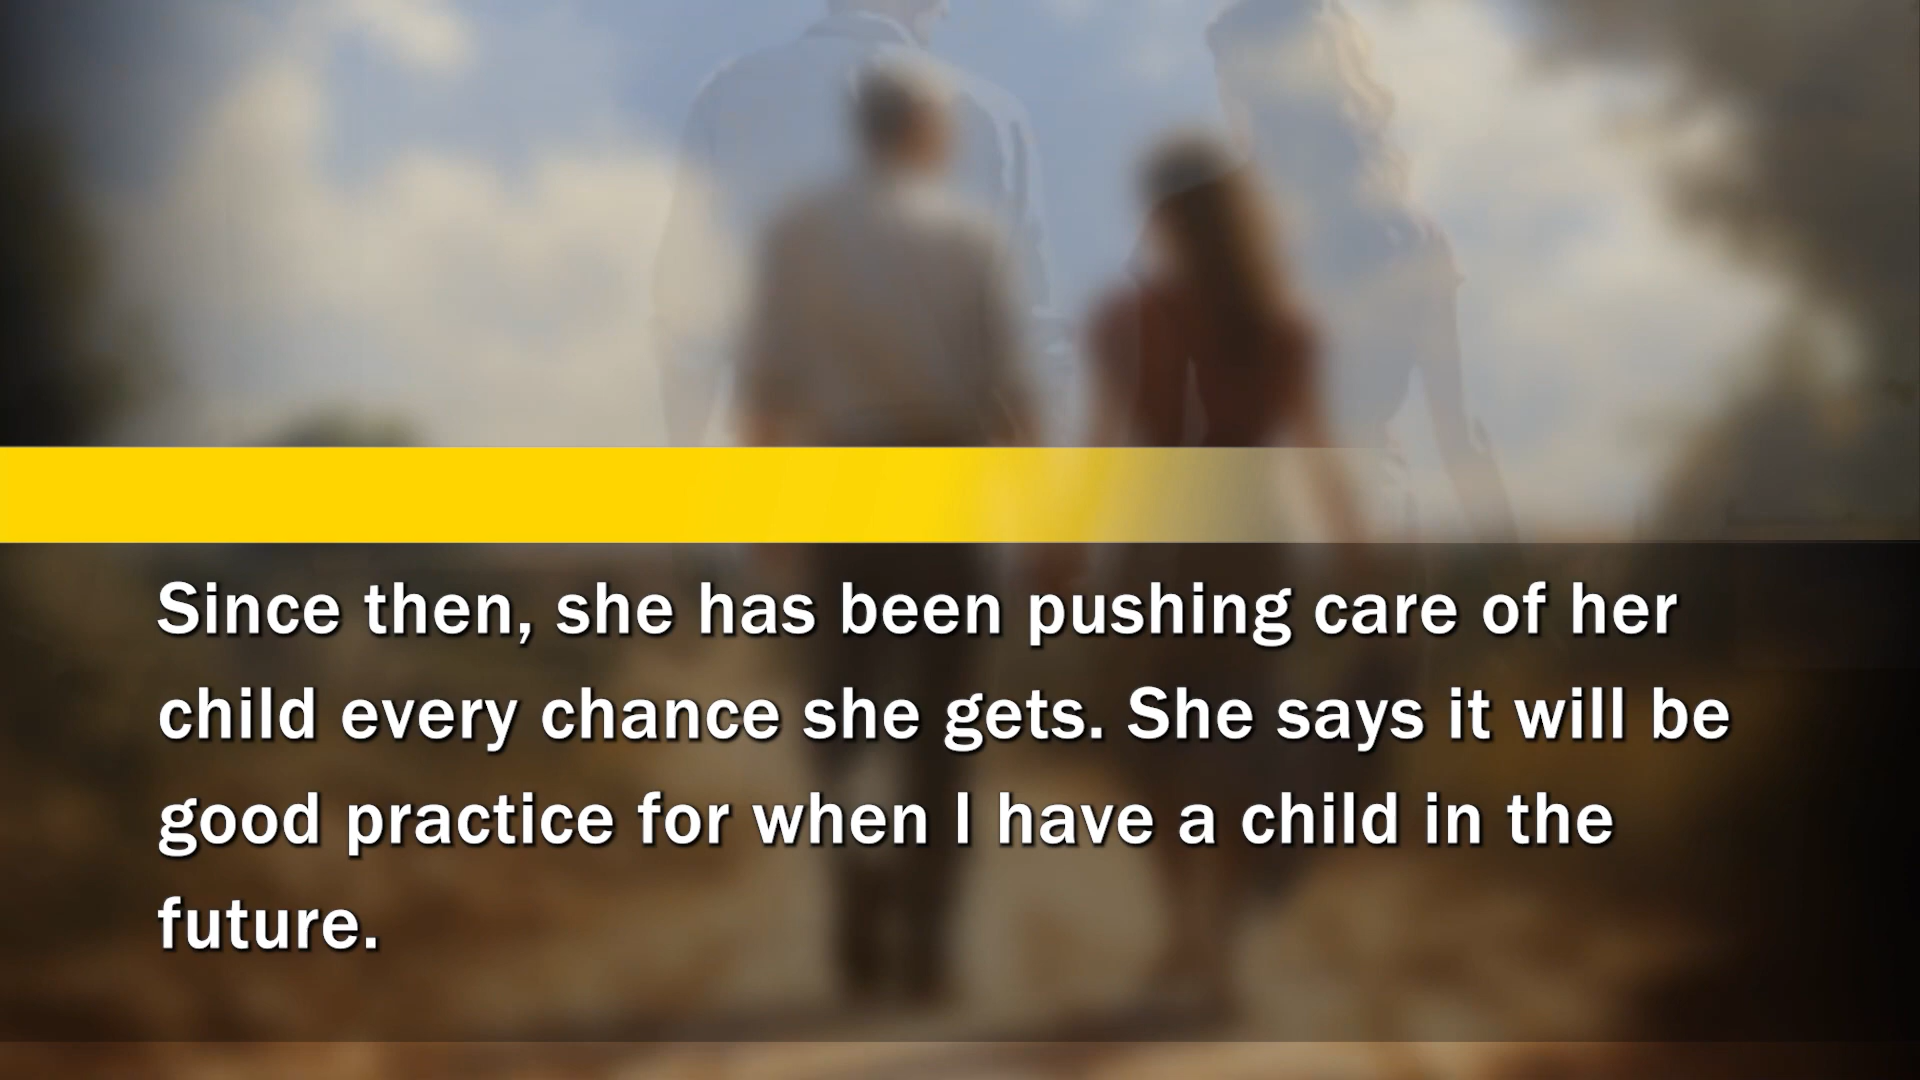 Since then, she has been pushing care of her
child every chance she gets. She says it will be
good practice for when I have a child in the
future.